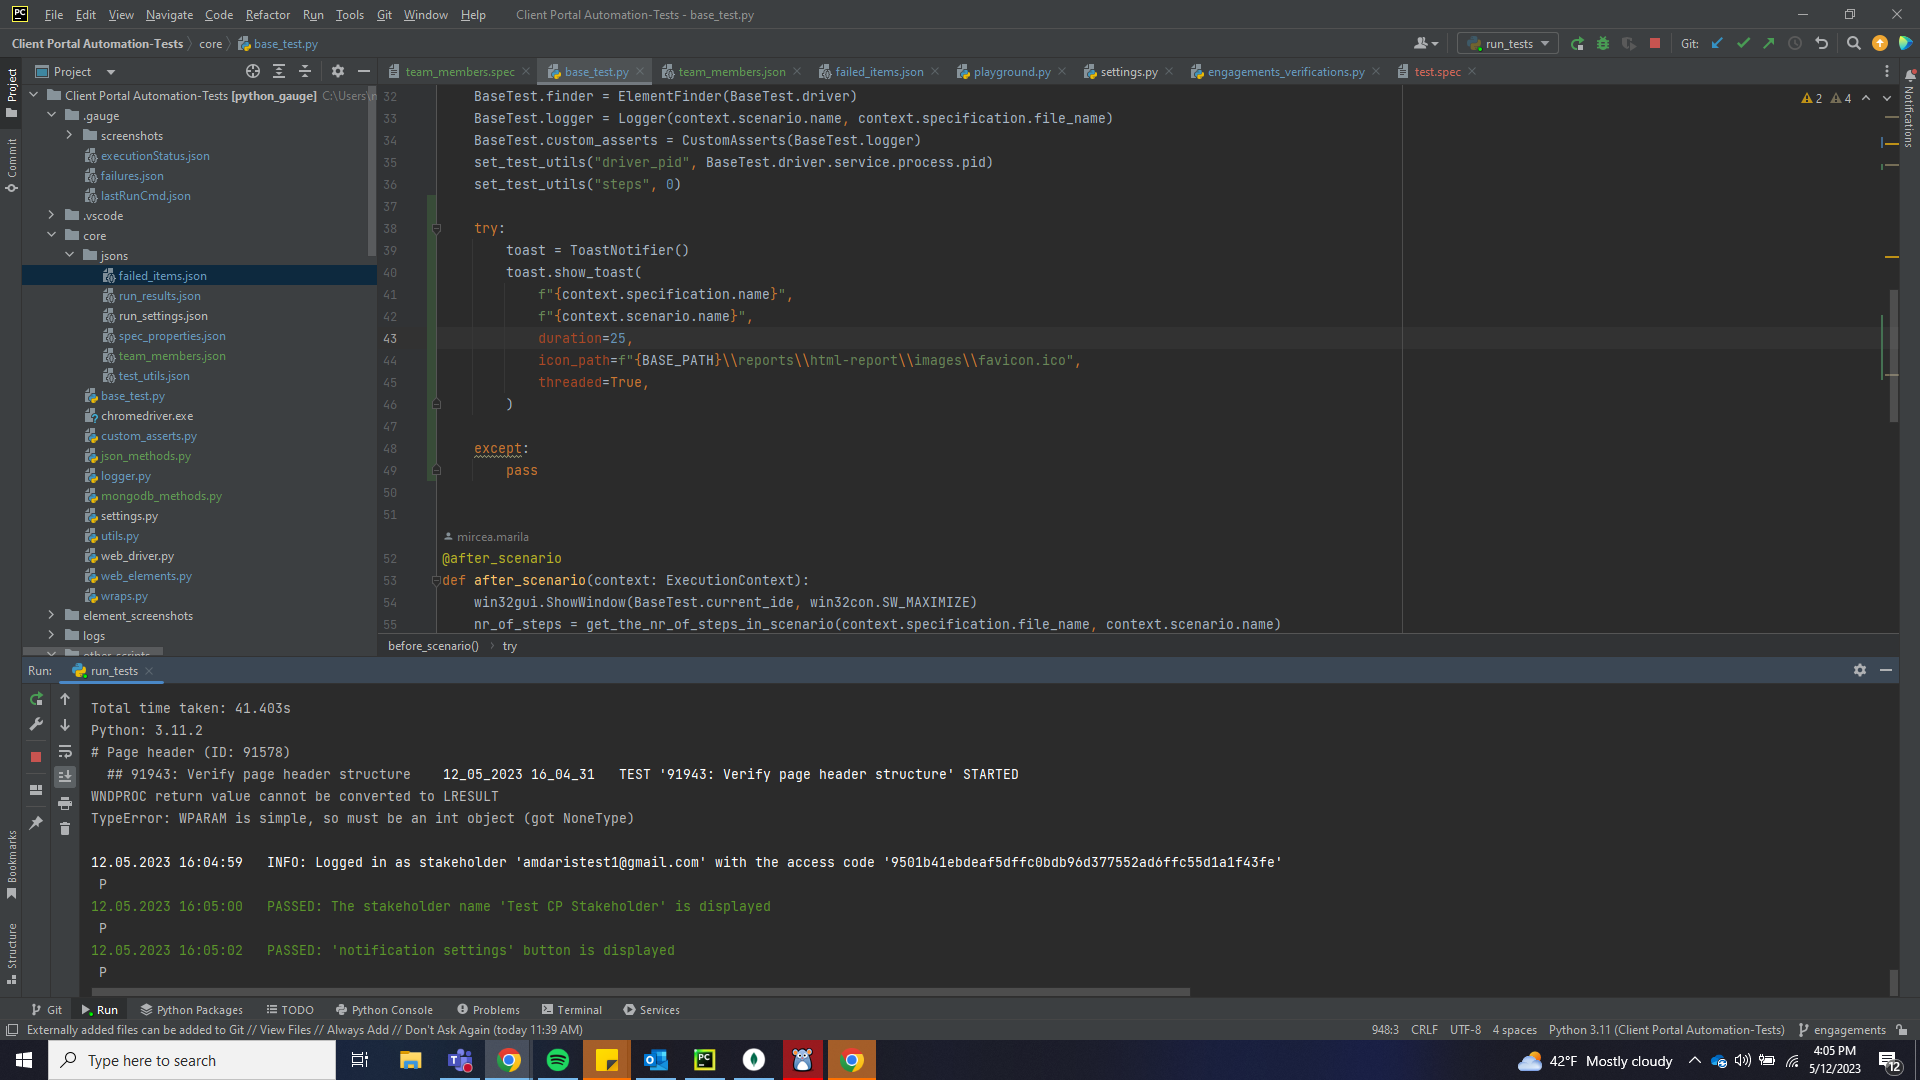 PC File Edit View Navigate Code Refactor Run Tools Git Window Help Client Portal Automation-Tests - base_test.py
Client Portal Automation-Tests core base_test.py run_tests Git:
Project
Project
Commit
Bookmarks
Structure
Notifications
team_members.spec base_test.py team_members.json failed_items.json playground.py settings.py engagements_verifications.py test.spec
Client Portal Automation-Tests [python_gauge] C:\Users\
.gauge
screenshots
executionStatus.json
failures.json
lastRunCmd.json
.vscode
core
jsons
failed_items.json
run_results.json
run_settings.json
spec_properties.json
team_members.json
test_utils.json
base_test.py
chromedriver.exe
custom_asserts.py
json_methods.py
logger.py
mongodb_methods.py
settings.py
utils.py
web_driver.py
web_elements.py
wraps.py
element_screenshots
logs
other_scripts
2 4
32 BaseTest.finder = ElementFinder(BaseTest.driver)
33 BaseTest.logger = Logger(context.scenario.name, context.specification.file_name)
34 BaseTest.custom_asserts = CustomAsserts(BaseTest.logger)
35 set_test_utils("driver_pid", BaseTest.driver.service.process.pid)
36 set_test_utils("steps", 0)
37
38 try:
39 toast = ToastNotifier()
40 toast.show_toast(
41 f"{context.specification.name}",
42 f"{context.scenario.name}",
43 duration=25,
44 icon_path=f"{BASE_PATH}\\reports\\html-report\\images\\favicon.ico",
45 threaded=True,
46 )
47
48 except:
49 pass
50
51
mircea.marila
52 @after_scenario
53 def after_scenario(context: ExecutionContext):
54 win32gui.ShowWindow(BaseTest.current_ide, win32con.SW_MAXIMIZE)
55 nr_of_steps = get_the_nr_of_steps_in_scenario(context.specification.file_name, context.scenario.name)
before_scenario() try
Run: run_tests
Total time taken: 41.403s
Python: 3.11.2
# Page header (ID: 91578)
## 91943: Verify page header structure 12_05_2023 16_04_31 TEST '91943: Verify page header structure' STARTED
WNDPROC return value cannot be converted to LRESULT
TypeError: WPARAM is simple, so must be an int object (got NoneType)
12.05.2023 16:04:59 INFO: Logged in as stakeholder 'amdaristest1@gmail.com' with the access code '9501b41ebdeaf5dffc0bdb96d377552ad6ffc55d1a1f43fe'
P
12.05.2023 16:05:00 PASSED: The stakeholder name 'Test CP Stakeholder' is displayed
P
12.05.2023 16:05:02 PASSED: 'notification settings' button is displayed
P
Git Run Python Packages TODO Python Console Problems Terminal Services
Externally added files can be added to Git // View Files // Always Add // Don't Ask Again (today 11:39 AM) 948:3 CRLF UTF-8 4 spaces Python 3.11 (Client Portal Automation-Tests) engagements
Type here to search PC 42°F Mostly cloudy 4:05 PM
5/12/2023 12